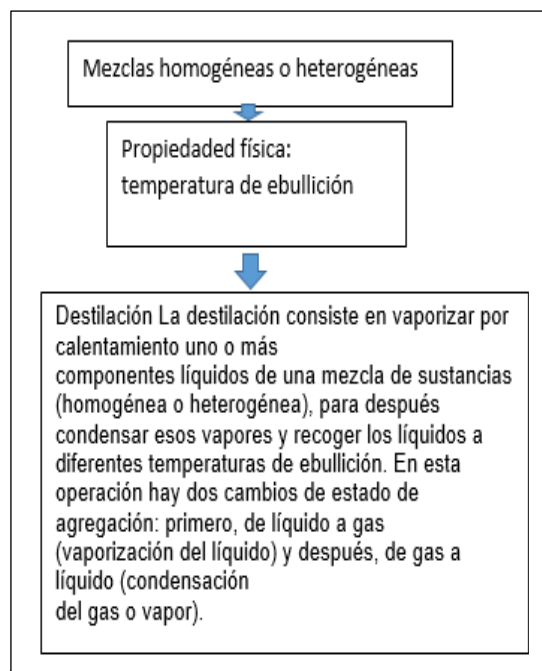 Mezclas homogéneas o heterogéneas
Propiedaded física:
temperatura de ebullición
Destilación La destilación consiste en vaporizar por
calentamiento uno o más
componentes líquidos de una mezcla de sustancias
(homogénea o heterogénea), para después
condensar esos vapores y recoger los líquidos a
diferentes temperaturas de ebullición. En esta
operación hay dos cambios de estado de
agregación: primero, de líquido a gas
(vaporización del líquido) y después, de gas a
líquido (condensación
del gas o vapor).